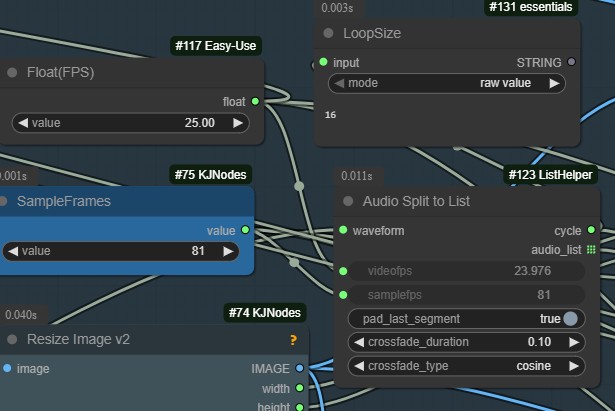 0.003s
#131 essentials
LoopSize
input
STRING
mode
raw value
16
#117 Easy-Use
Float(FPS)
float
value
25.00
0.001s
#75 KJNodes
SampleFrames
value
value
81
0.011s
#123 ListHelper
Audio Split to List
waveform
cycle
audio_list
videofps
23.976
samplefps
81
pad_last_segment
true
crossfade_duration
0.10
crossfade_type
cosine
0.040s
#74 KJNodes
Resize Image v2
?
image
IMAGE
width
height